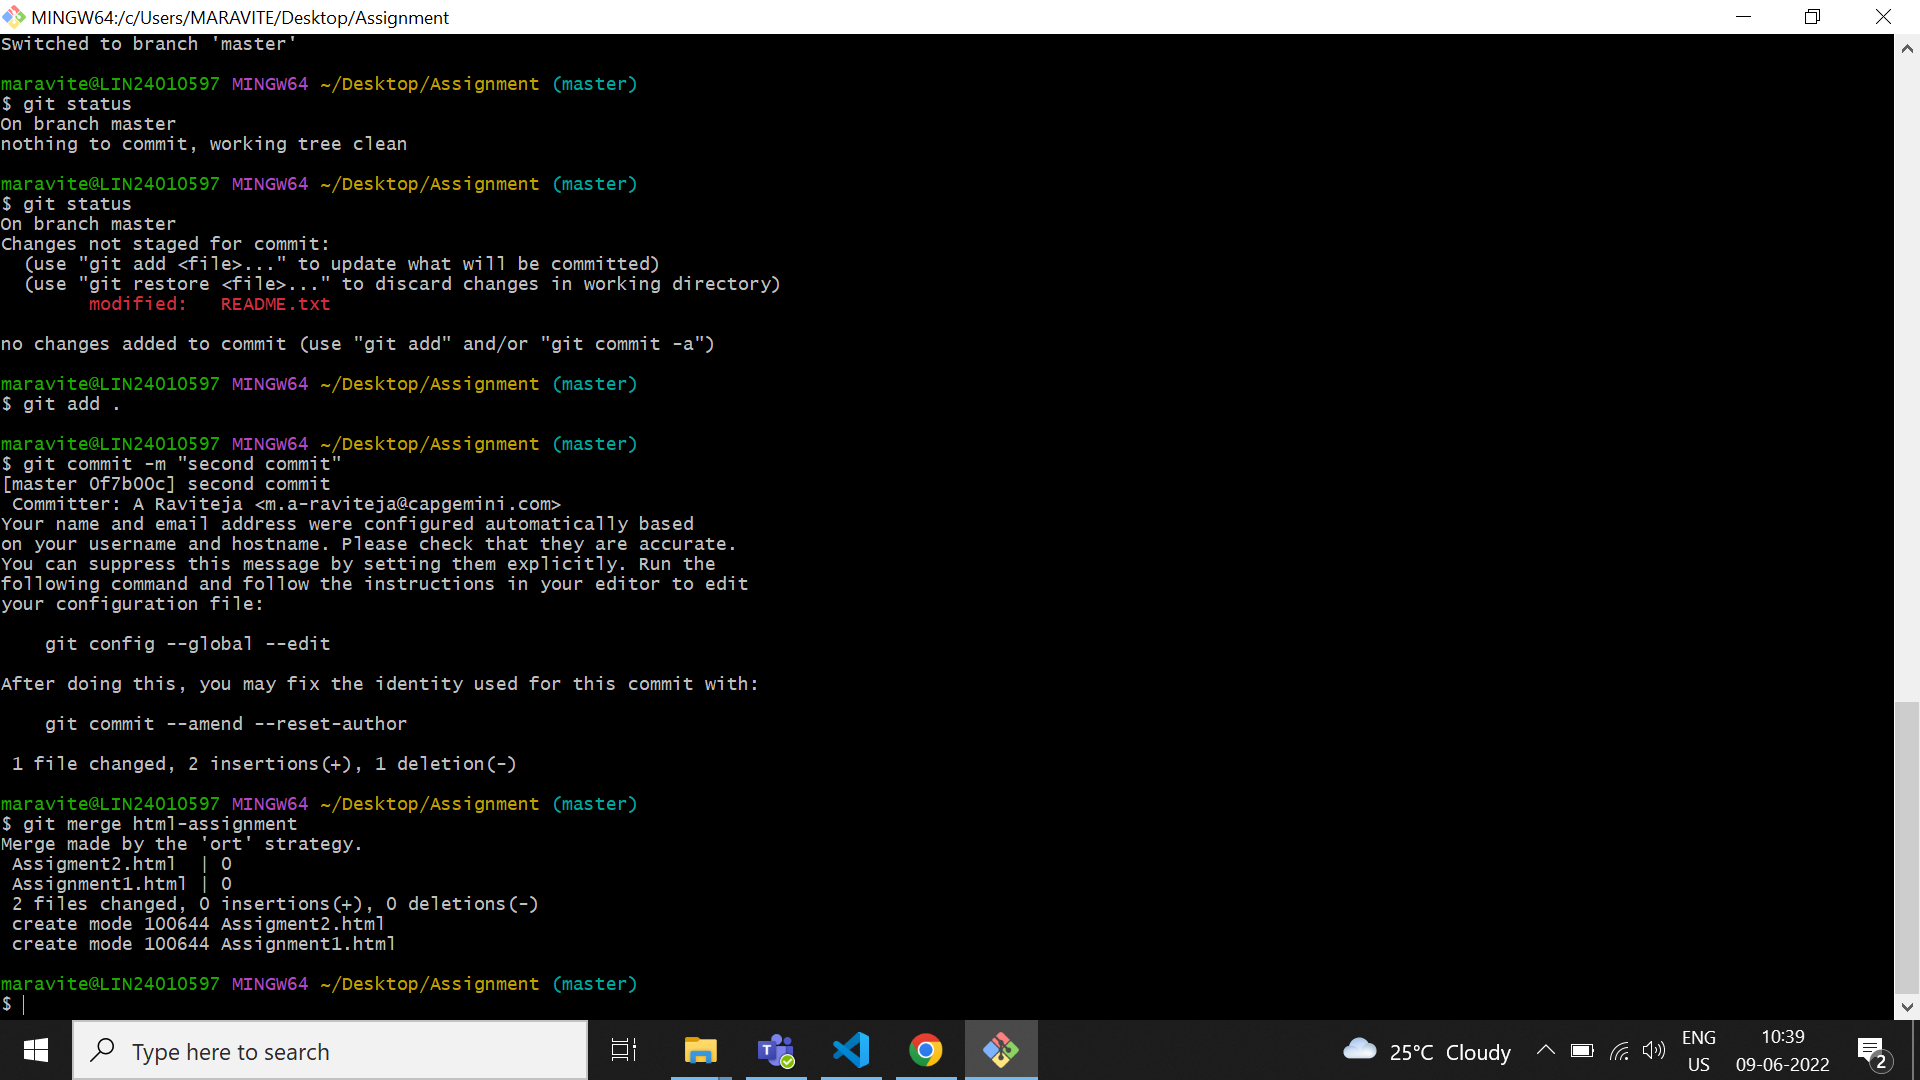 MINGW64:/c/Users/MARAVITE/Desktop/Assignment
Switched to branch 'master'
maravite@LIN24010597 MINGW64 ~/Desktop/Assignment (master)
$ git status
On branch master
nothing to commit, working tree clean
maravite@LIN24010597 MINGW64 ~/Desktop/Assignment (master)
$ git status
On branch master
Changes not staged for commit:
  (use "git add <file>..." to update what will be committed)
  (use "git restore <file>..." to discard changes in working directory)
        modified:   README.txt
no changes added to commit (use "git add" and/or "git commit -a")
maravite@LIN24010597 MINGW64 ~/Desktop/Assignment (master)
$ git add .
maravite@LIN24010597 MINGW64 ~/Desktop/Assignment (master)
$ git commit -m "second commit"
[master 0f7b00c] second commit
 Committer: A Raviteja <m.a-raviteja@capgemini.com>
Your name and email address were configured automatically based
on your username and hostname. Please check that they are accurate.
You can suppress this message by setting them explicitly. Run the
following command and follow the instructions in your editor to edit
your configuration file:
    git config --global --edit
After doing this, you may fix the identity used for this commit with:
    git commit --amend --reset-author
 1 file changed, 2 insertions(+), 1 deletion(-)
maravite@LIN24010597 MINGW64 ~/Desktop/Assignment (master)
$ git merge html-assignment
Merge made by the 'ort' strategy.
 Assigment2.html  | 0
 Assignment1.html | 0
 2 files changed, 0 insertions(+), 0 deletions(-)
 create mode 100644 Assigment2.html
 create mode 100644 Assignment1.html
maravite@LIN24010597 MINGW64 ~/Desktop/Assignment (master)
$
Type here to search
25°C Cloudy
ENG
US
10:39
09-06-2022
2